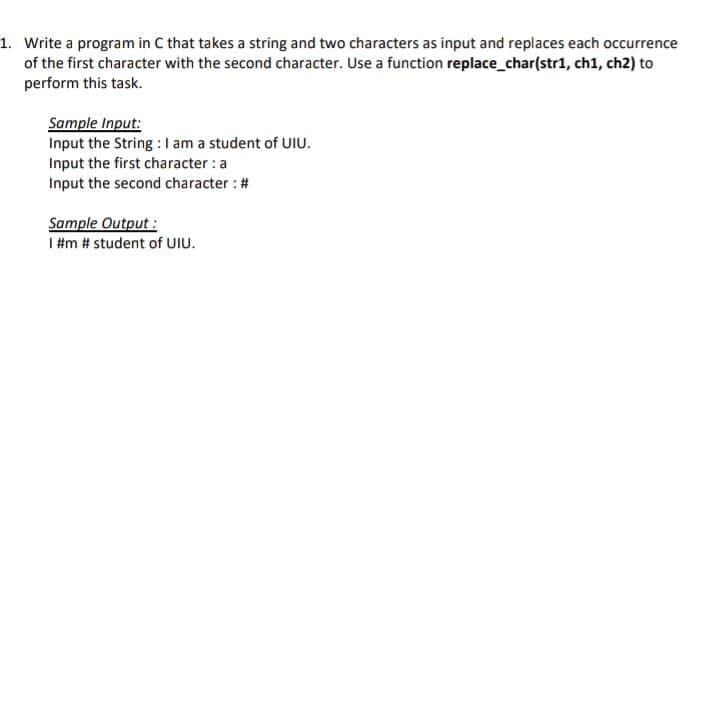 1. Write a program in C that takes a string and two characters as input and replaces each occurrence
of the first character with the second character. Use a function replace_char(str1, ch1, ch2) to
perform this task.
Sample Input:
Input the String : I am a student of UIU.
Input the first character : a
Input the second character : #
Sample Output :
I #m # student of UIU.